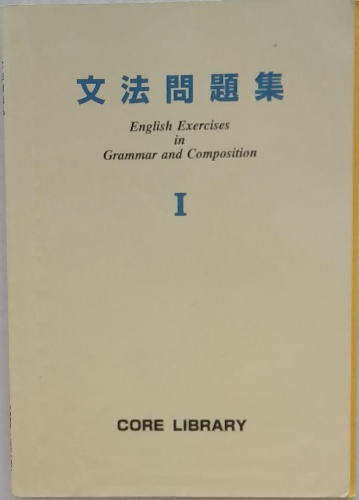 文法問題集
English Exercises
in
Grammar and Composition
I
CORE LIBRARY